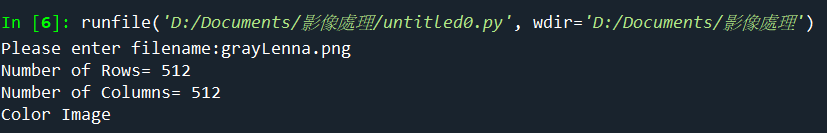 In [6]: runfile('D:/Documents/影像處理/untitled0.py', wdir='D:/Documents/影像處理')
Please enter filename:grayLenna.png
Number of Rows= 512
Number of Columns= 512
Color Image